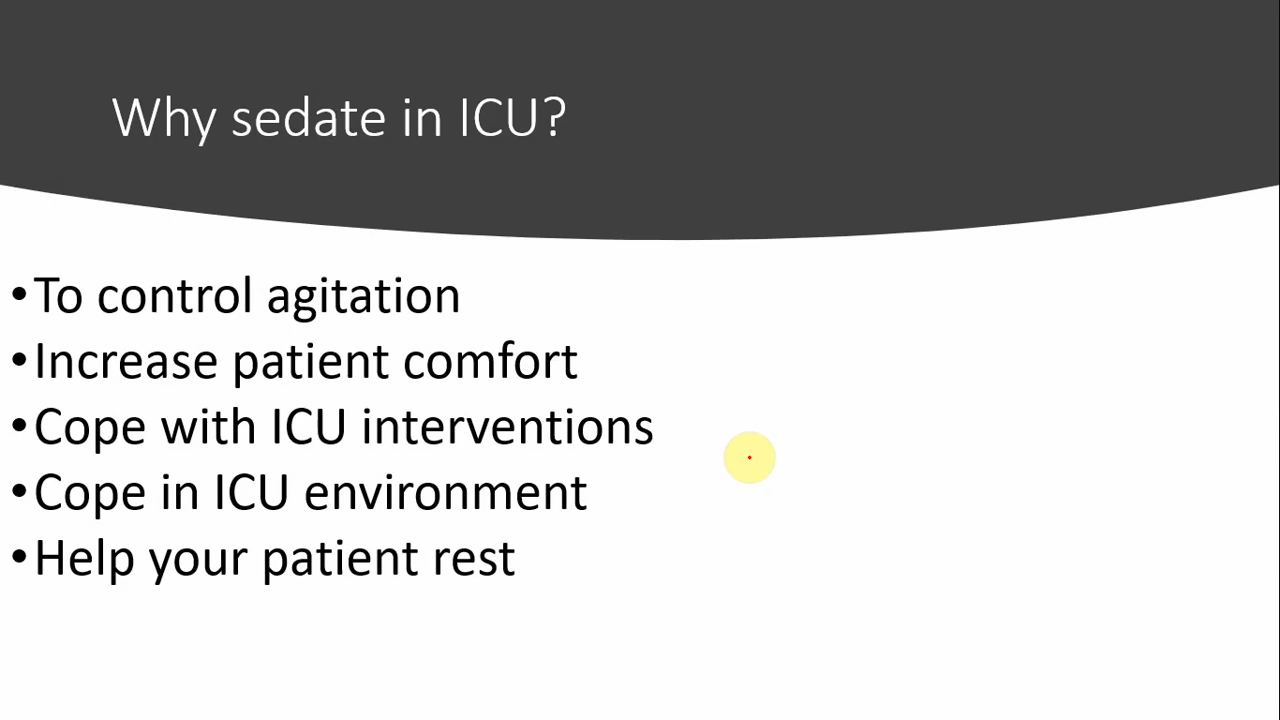 Why sedate in ICU?
•To control agitation
•Increase patient comfort
•Cope with ICU interventions
•Cope in ICU environment
•Help your patient rest